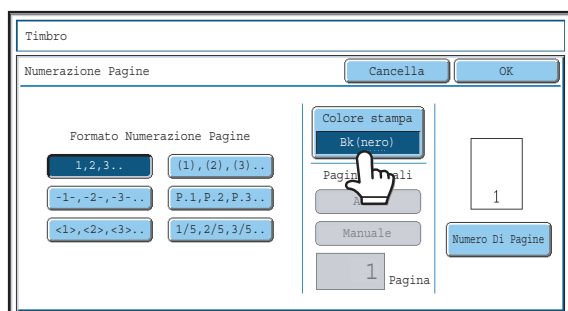 Timbro
Numerazione Pagine
Cancella
OK
Formato Numerazione Pagine
1,2,3..
(1),(2),(3)..
-1-,-2-,-3-..
P.1,P.2,P.3..
<1>,<2>,<3>..
1/5,2/5,3/5..
Colore stampa
Bk(nero)
Manuale
1 Pagina
1
Numero Di Pagine